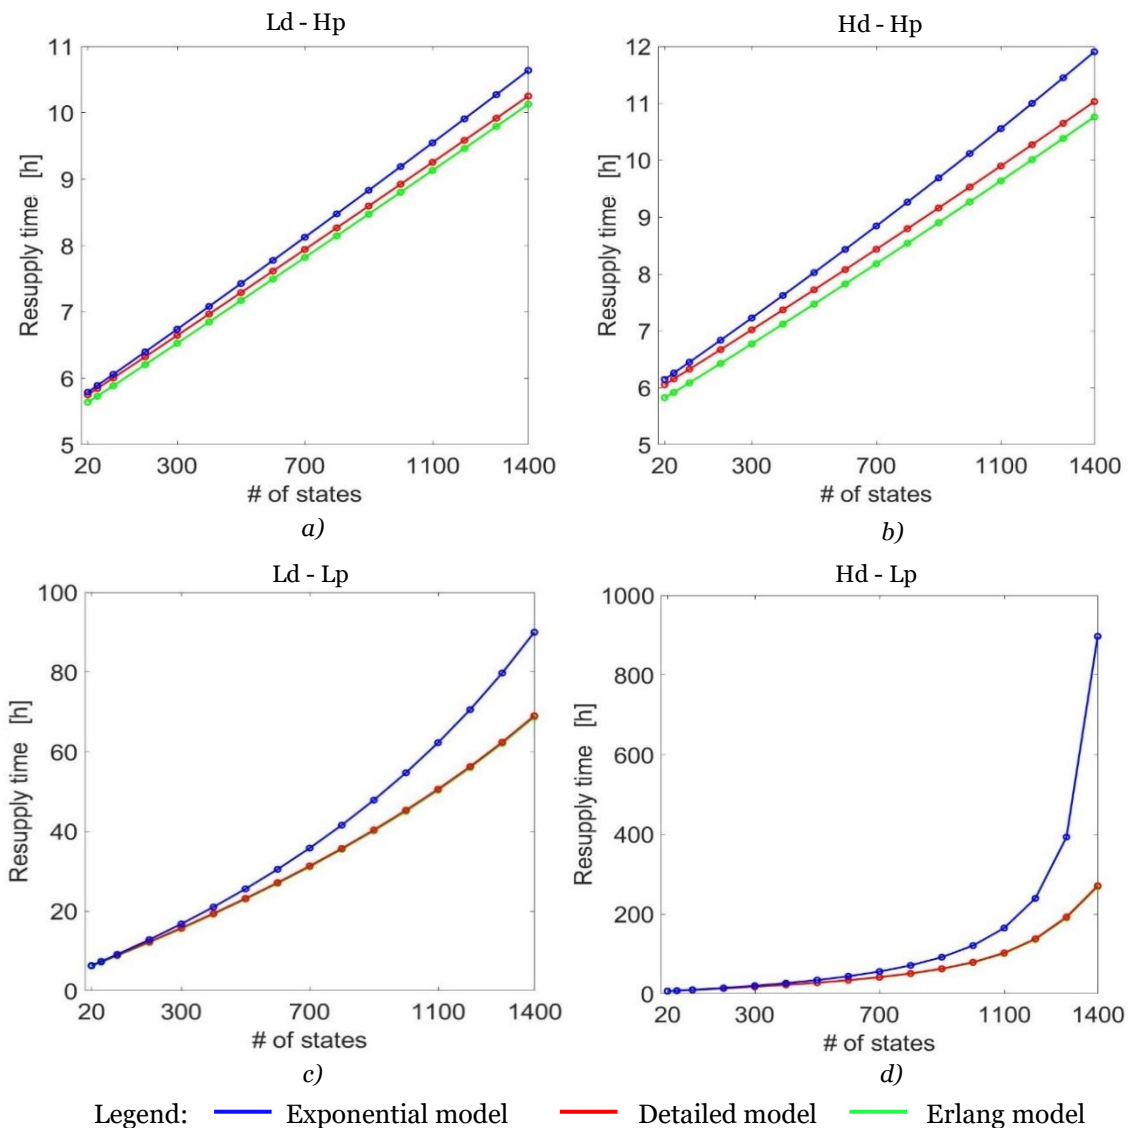 Ld - Hp
11
10
9
8
7
6
5
Resupply time [h]
20 300 700 1100 1400
# of states
a)
Hd - Hp
12
11
10
9
8
7
6
5
Resupply time [h]
20 300 700 1100 1400
# of states
b)
Ld - Lp
100
80
60
40
20
0
Resupply time [h]
20 300 700 1100 1400
# of states
c)
Hd - Lp
1000
800
600
400
200
0
Resupply time [h]
20 300 700 1100 1400
# of states
d)
Legend: Exponential model Detailed model Erlang model